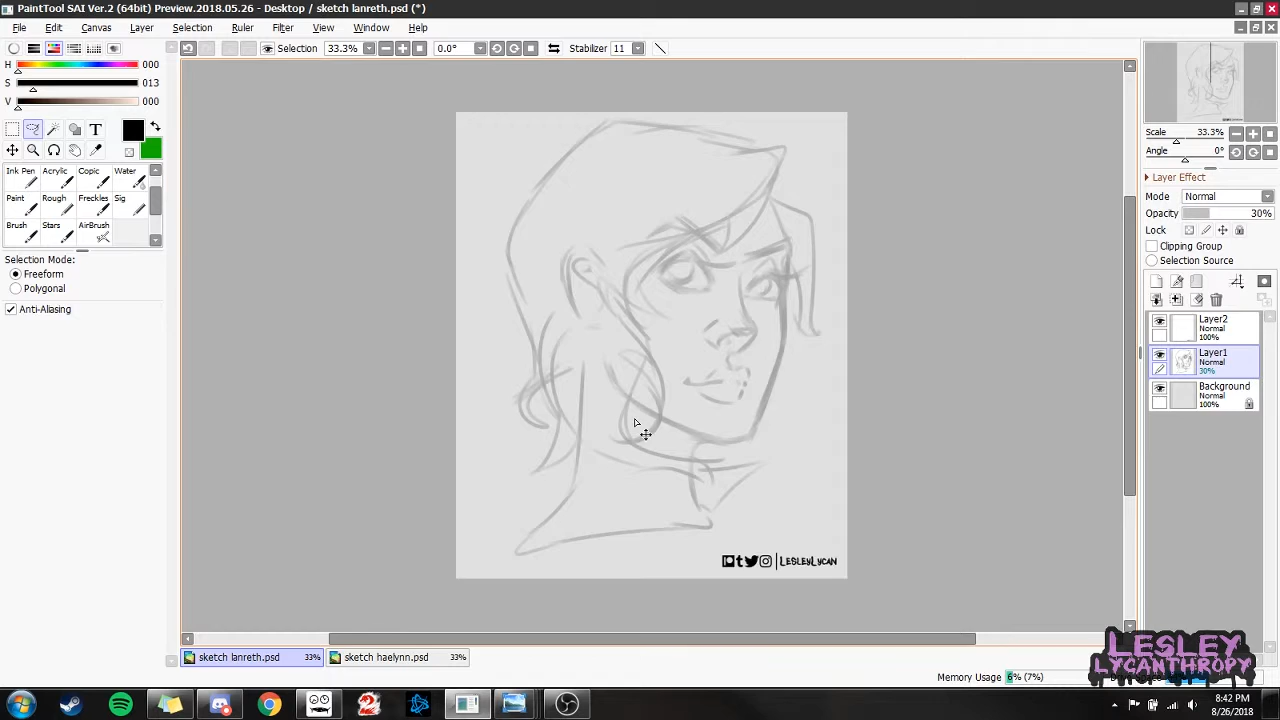 PaintTool SAI Ver.2 (64bit) Preview.2018.05.26 - Desktop / sketch lanreth.psd (*)
File Edit Canvas Layer Selection Ruler Filter View Window Help
Selection 33.3% 0.0° Stabilizer 11
H 000
S 013
V 000
T
Ink Pen Acrylic Copic Water
Paint Rough Freckles Sig
Brush Stars AirBrush
Selection Mode:
Freeform
Polygonal
Anti-Aliasing
Scale 33.3%
Angle 0°
Layer Effect
Mode Normal
Opacity 30%
Lock
Clipping Group
Selection Source
Layer2
Normal
100%
Layer1
Normal
30%
Background
Normal
100%
LESLEYLYCAN
sketch lanreth.psd 33% sketch haelynn.psd 33%
LESLEY
LYCANTHROPY
Memory Usage 6% (7%)
8:42 PM
8/26/2018